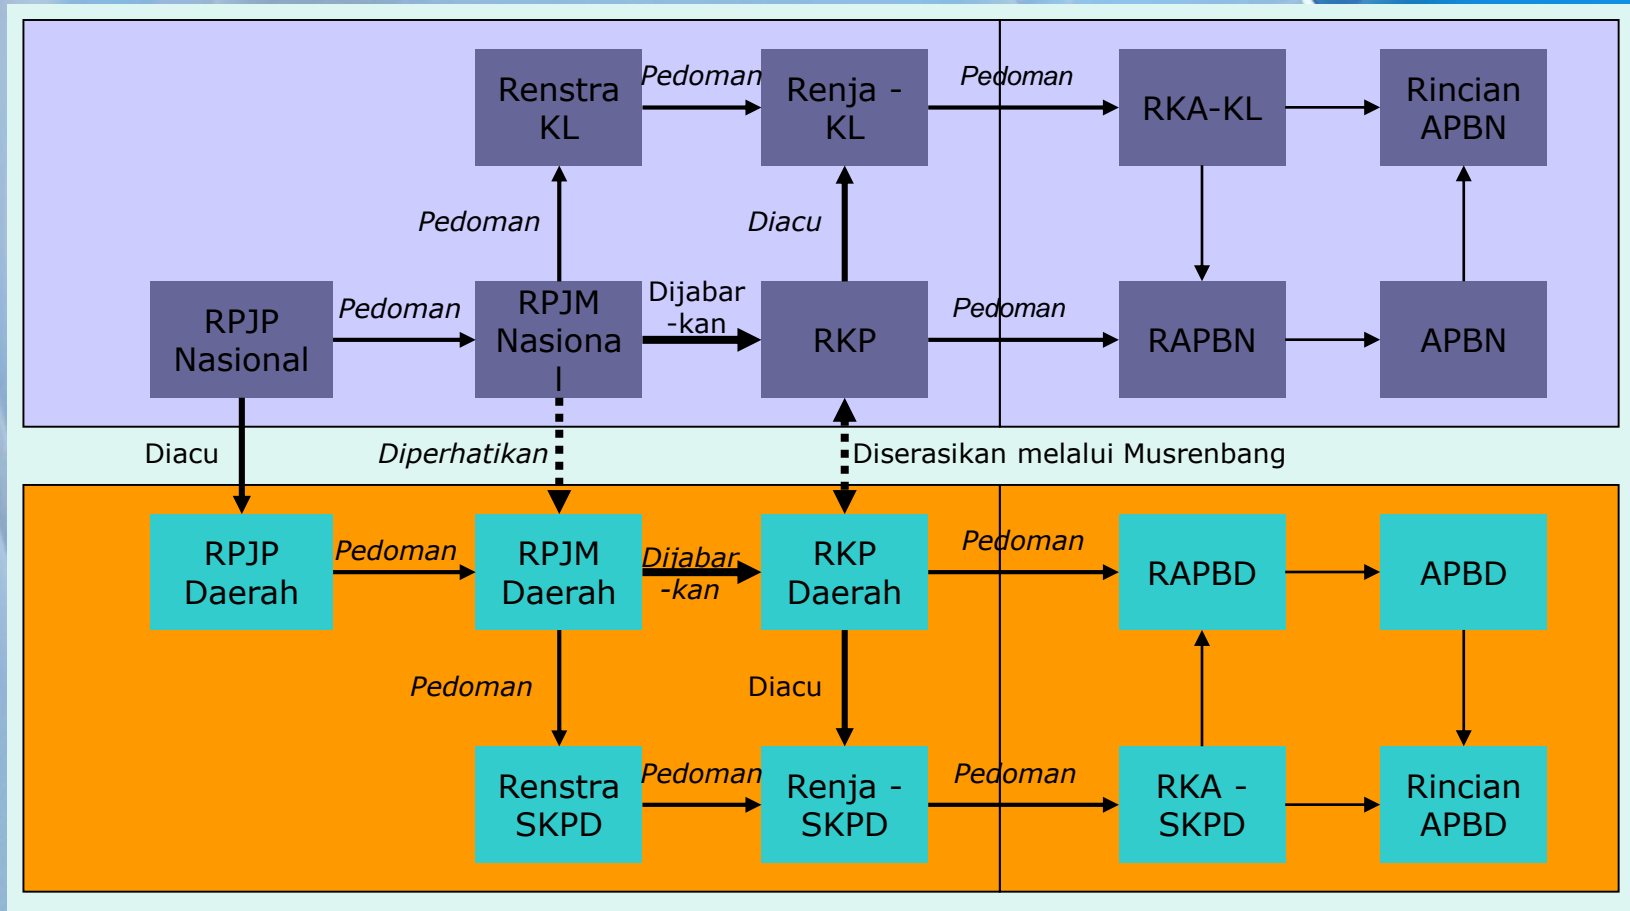 Renstra
KL
Pedoman
Renja -
KL
Pedoman
RKA-KL
Rincian
APBN
Pedoman
Diacu
RPJP
Nasional
Pedoman
RPJM
Nasiona
l
Dijabar
-kan
RKP
Pedoman
RAPBN
APBN
Diacu
Diperhatikan
Diserasikan melalui Musrenbang
RPJP
Daerah
Pedoman
RPJM
Daerah
Dijabar
-kan
RKP
Daerah
Pedoman
RAPBD
APBD
Pedoman
Diacu
Renstra
SKPD
Pedoman
Renja -
SKPD
Pedoman
RKA -
SKPD
Rincian
APBD